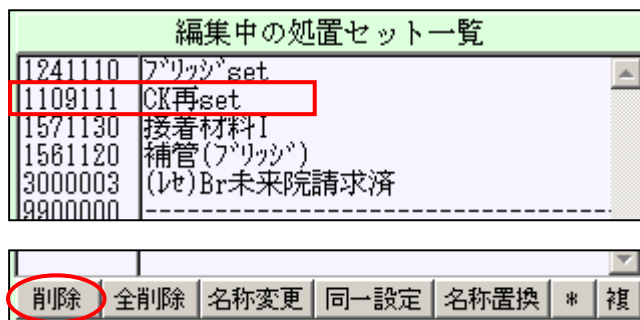 編集中の処置セット一覧
1241110 ﾌﾞﾘｯｼﾞset
1109111 CK再set
1571130 接着材料Ⅰ
1561120 補管(ﾌﾞﾘｯｼﾞ)
3000003 (ﾚｾ)Br未来院請求済
9900000 --------------------------------
削除 全削除 名称変更 同一設定 名称置換 * 複